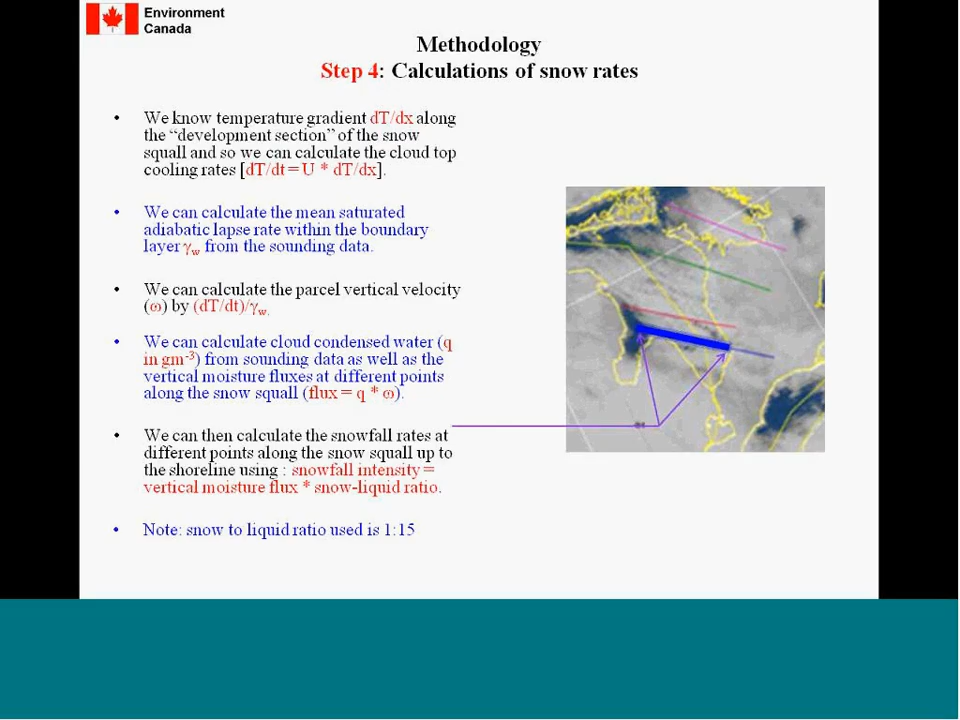 Environment
Canada
Methodology
Step 4: Calculations of snow rates
• We know temperature gradient dT/dx along
the “development section” of the snow
squall and so we can calculate the cloud top
cooling rates [dT/dt = U * dT/dx].
• We can calculate the mean saturated
adiabatic lapse rate within the boundary
layer γw from the sounding data.
• We can calculate the parcel vertical velocity
(ω) by (dT/dt)/γw.
• We can calculate cloud condensed water (q
in gm-3) from sounding data as well as the
vertical moisture fluxes at different points
along the snow squall (flux = q * ω).
• We can then calculate the snowfall rates at
different points along the snow squall up to
the shoreline using : snowfall intensity =
vertical moisture flux * snow-liquid ratio.
• Note: snow to liquid ratio used is 1:15